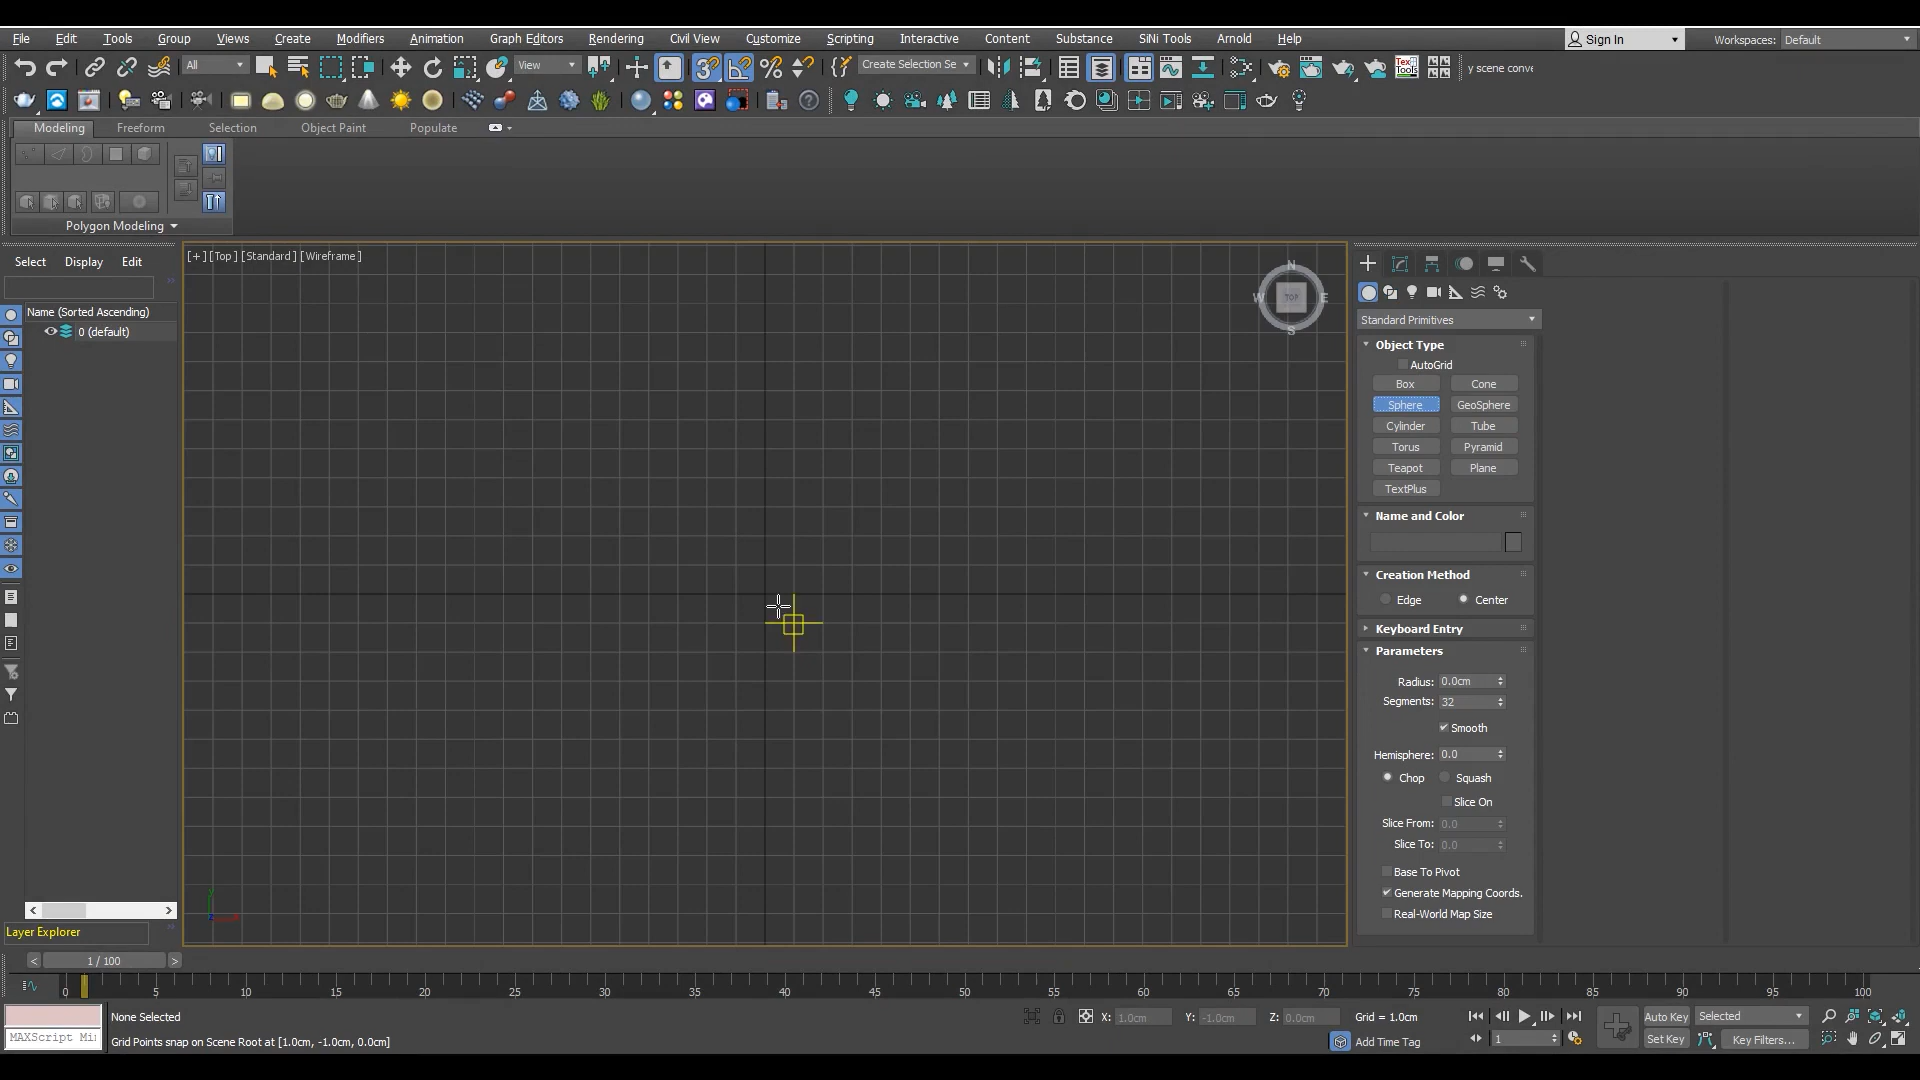 File Edit Tools Group Views Create Modifiers Animation Graph Editors Rendering Civil View Customize Scripting Interactive Content Substance SiNi Tools Arnold Help Sign In Workspaces: Default
All View Create Selection Se y scene conve
Modeling Freeform Selection Object Paint Populate
Polygon Modeling
Select Display Edit
Name (Sorted Ascending)
0 (default)
[+] [Top] [Standard] [Wireframe]
N
W TOP E
S
Standard Primitives
Object Type
AutoGrid
Box Cone
Sphere GeoSphere
Cylinder Tube
Torus Pyramid
Teapot Plane
TextPlus
Name and Color
Creation Method
Edge Center
Keyboard Entry
Parameters
Radius: 0.0cm
Segments: 32
Smooth
Hemisphere: 0.0
Chop Squash
Slice On
Slice From: 0.0
Slice To: 0.0
Base To Pivot
Generate Mapping Coords.
Real-World Map Size
Layer Explorer
< 1 / 100 >
0 5 10 15 20 25 30 35 40 45 50 55 60 65 70 75 80 85 90 95 100
None Selected X: 1.0cm Y: -1.0cm Z: 0.0cm Grid = 1.0cm Auto Key Selected
MAXScript Mi Grid Points snap on Scene Root at [1.0cm, -1.0cm, 0.0cm] Add Time Tag 1 Set Key Key Filters...